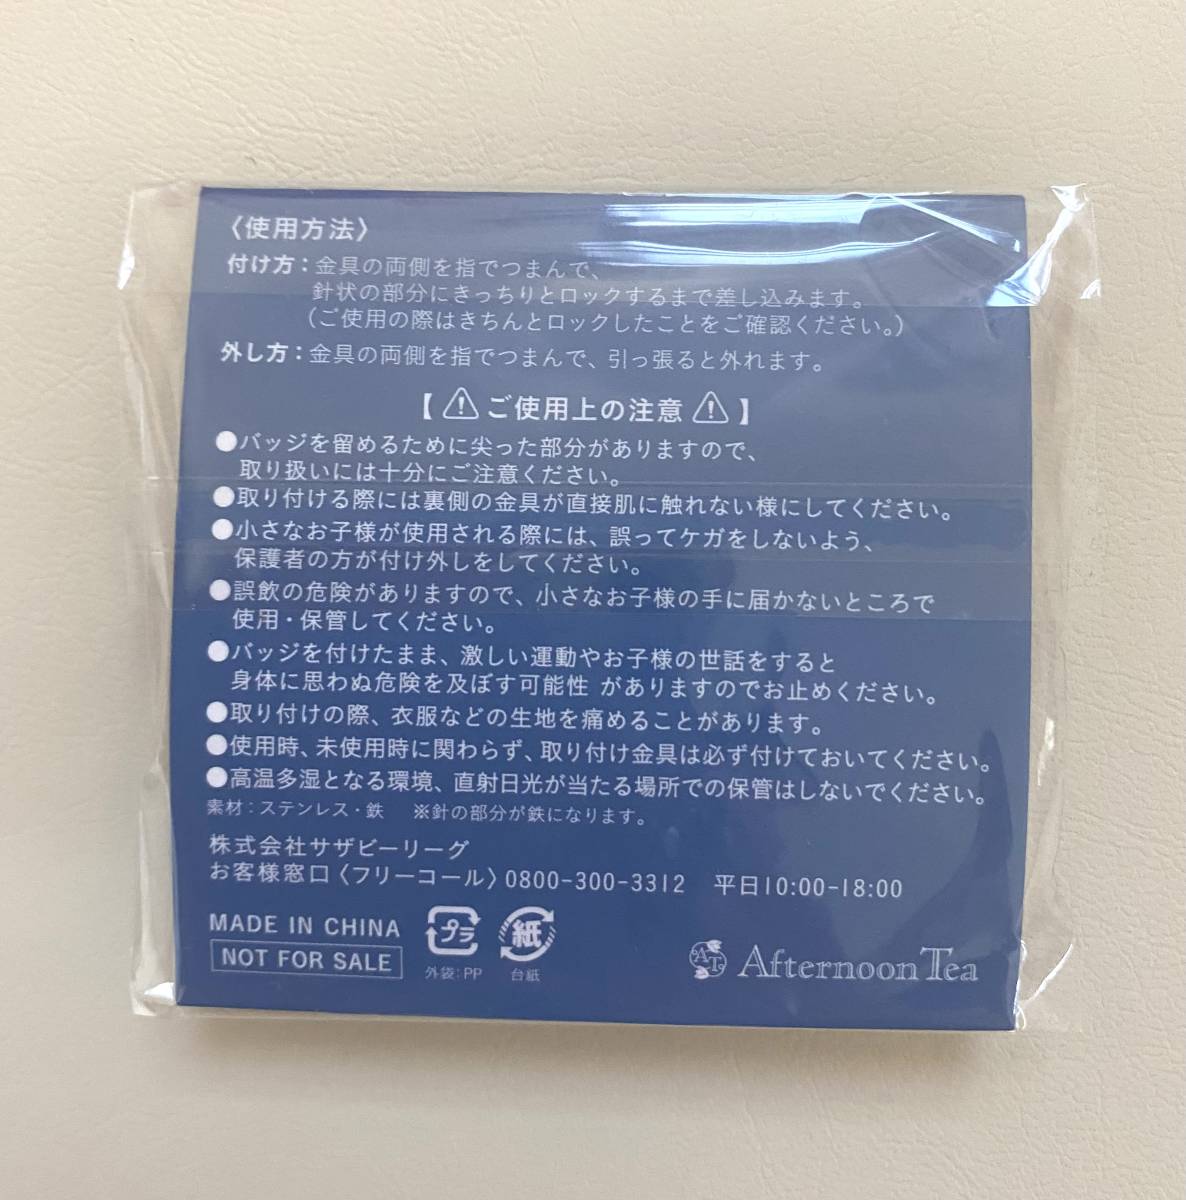 〈使用方法〉
付け方：金具の両側を指でつまんで、
針状の部分にきっちりとロックするまで差し込みます。
（ご使用の際はきちんとロックしたことをご確認ください。）
外し方：金具の両側を指でつまんで、引っ張ると外れます。
【⚠ご使用上の注意⚠】
●バッジを留めるために尖った部分がありますので、
取り扱いには十分にご注意ください。
●取り付ける際には裏側の金具が直接肌に触れない様にしてください。
●小さなお子様が使用される際には、誤ってケガをしないよう、
保護者の方が付け外しをしてください。
●誤飲の危険がありますので、小さなお子様の手に届かないところで
使用・保管してください。
●バッジを付けたまま、激しい運動やお子様の世話をすると
身体に思わぬ危険を及ぼす可能性 がありますのでお止めください。
●取り付けの際、衣服などの生地を痛めることがあります。
●使用時、未使用時に関わらず、取り付け金具は必ず付けておいてください。
●高温多湿となる環境、直射日光が当たる場所での保管はしないでください。
素材：ステンレス・鉄　※針の部分が鉄になります。
株式会社サザビーリーグ
お客様窓口〈フリーコール〉0800-300-3312　平日10:00-18:00
MADE IN CHINA
NOT FOR SALE
プラ
外袋：PP
紙
台紙
AT
Afternoon Tea